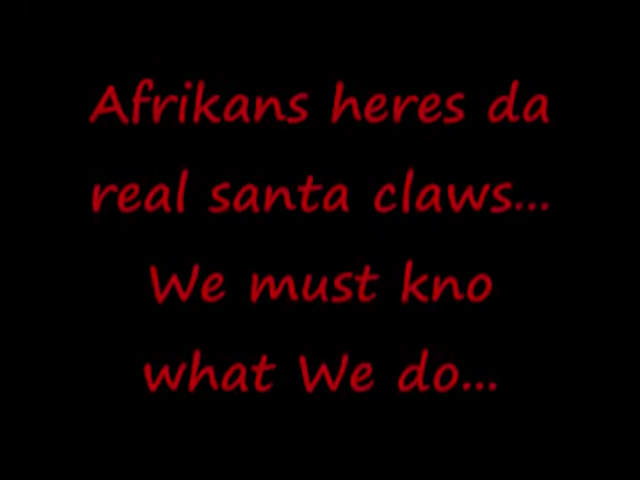 Afrikans heres da
real santa claws...
We must kno
what We do...